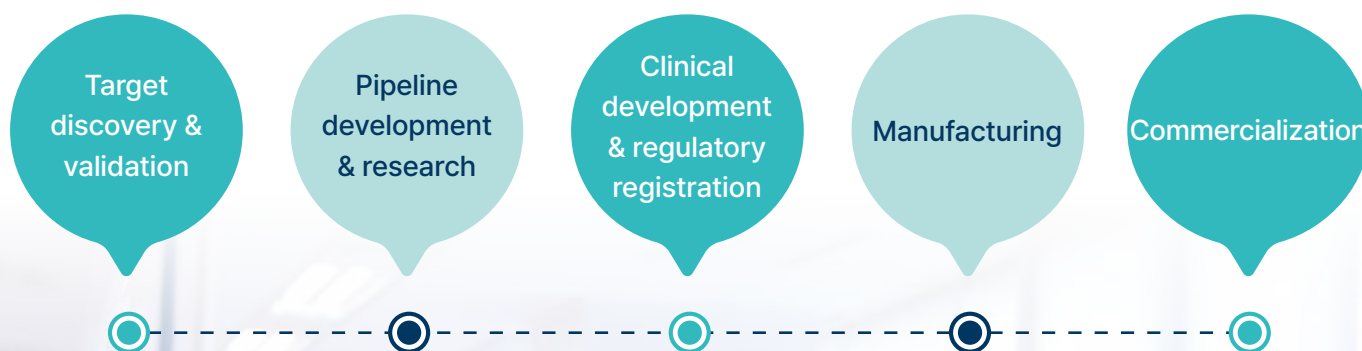 Target
discovery &
validation
Pipeline
development
& research
Clinical
development
& regulatory
registration
Manufacturing
Commercialization